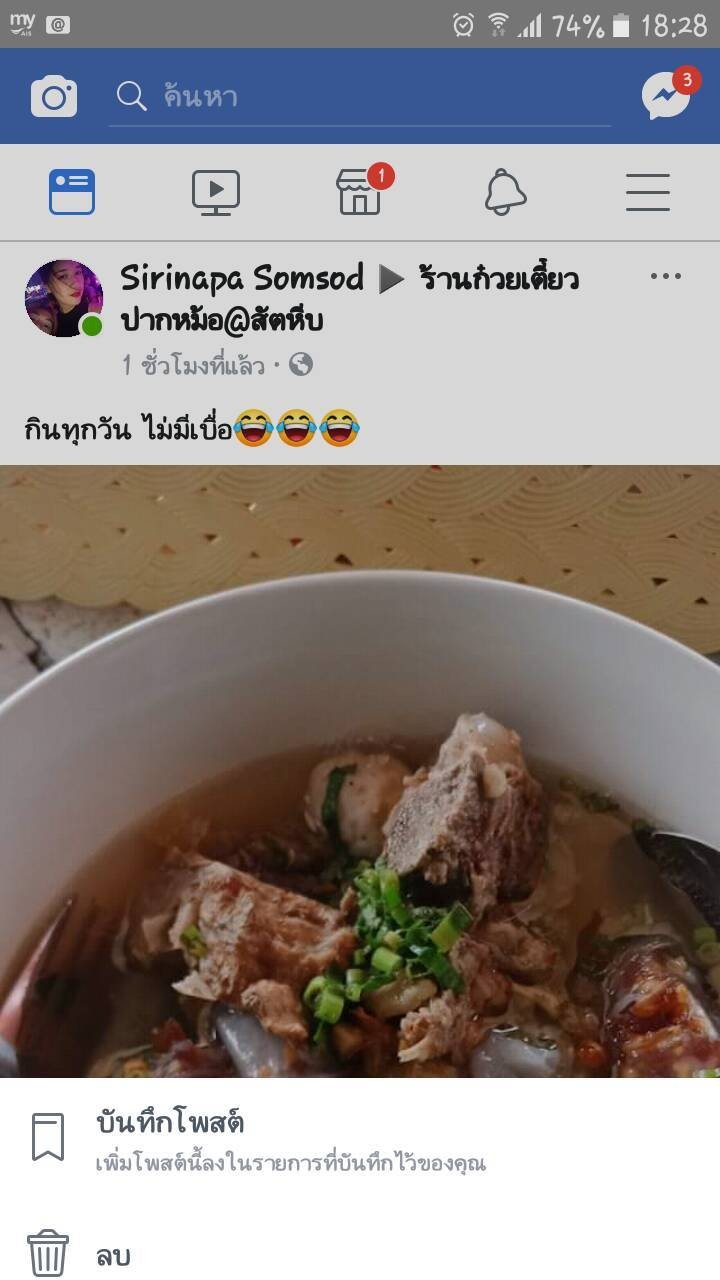 my
AIS
@
74% 18:28
ค้นหา
3
1
Sirinapa Somsod ▶ ร้านก๋วยเตี๋ยว
ปากหม้อ@สัตหีบ
1 ชั่วโมงที่แล้ว ·
กินทุกวัน ไม่มีเบื่อ😂😂😂
บันทึกโพสต์
เพิ่มโพสต์นี้ลงในรายการที่บันทึกไว้ของคุณ
ลบ